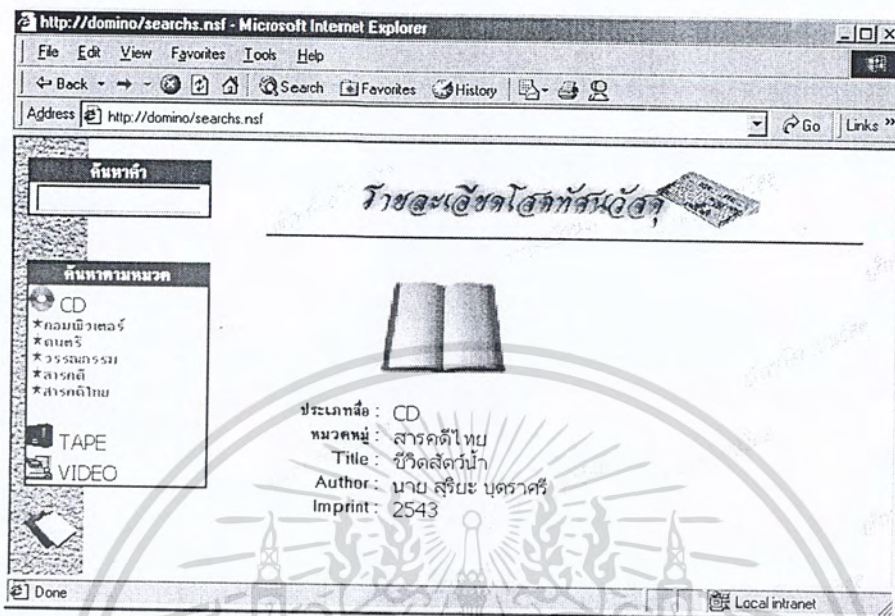 http://domino/searchs.nsf - Microsoft Internet Explorer
File Edit View Favorites Tools Help
Back Search Favorites History
Address http://domino/searchs.nsf Go Links »
ค้นหาคำ
รายละเอียดโสตทัศนวัสดุ
ค้นหาตามหมวด
CD
*คอมพิวเตอร์
*ดนตรี
*วรรณกรรม
*สารคดี
*สารคดีไทย
TAPE
VIDEO
ประเภทสื่อ : CD
หมวดหมู่ : สารคดีไทย
Title : ชีวิตสัตว์น้ำ
Author : นาย สุริยะ บุตราศรี
Imprint : 2543
Done Local intranet